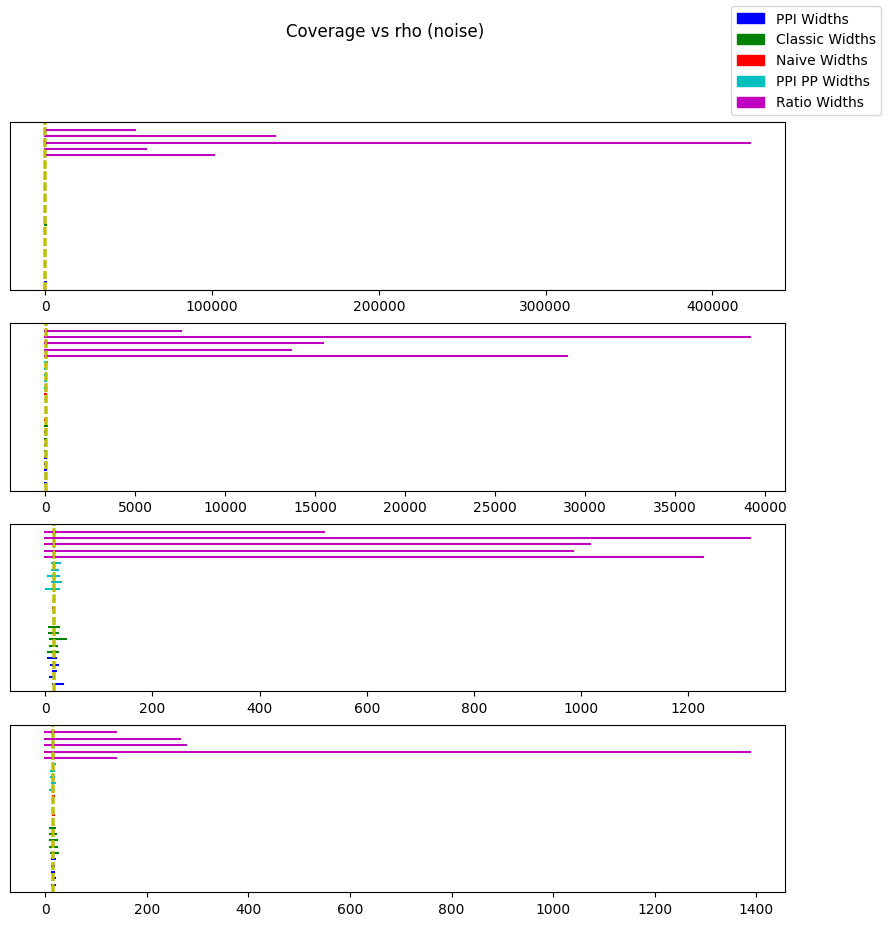 Coverage vs rho (noise)
PPI Widths
Classic Widths
Naive Widths
PPI PP Widths
Ratio Widths
0 100000 200000 300000 400000
0 5000 10000 15000 20000 25000 30000 35000 40000
0 200 400 600 800 1000 1200
0 200 400 600 800 1000 1200 1400